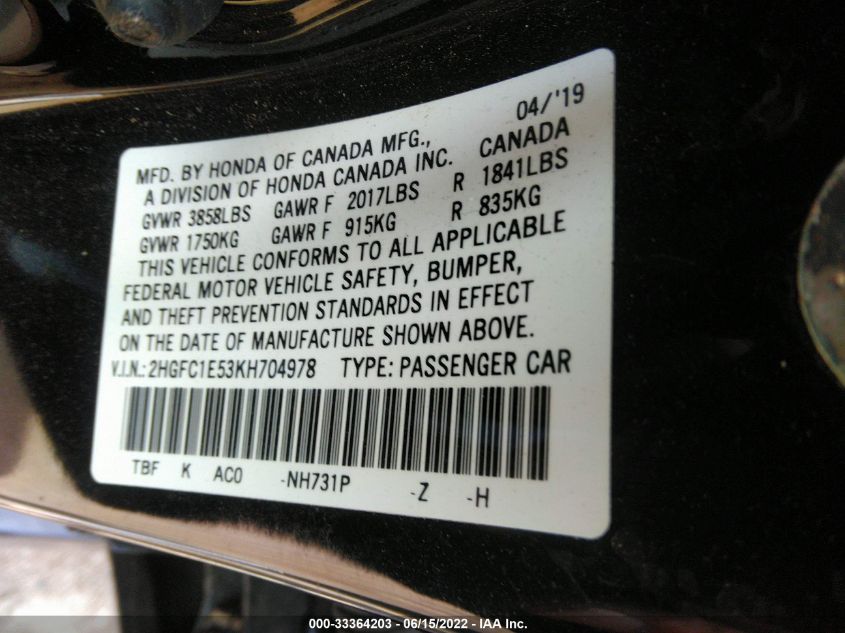 04/'19
MFD. BY HONDA OF CANADA MFG., CANADA
A DIVISION OF HONDA CANADA INC.
GVWR 3858LBS GAWR F 2017LBS R 1841LBS
GVWR 1750KG GAWR F 915KG R 835KG
THIS VEHICLE CONFORMS TO ALL APPLICABLE
FEDERAL MOTOR VEHICLE SAFETY, BUMPER,
AND THEFT PREVENTION STANDARDS IN EFFECT
ON THE DATE OF MANUFACTURE SHOWN ABOVE.
V.I.N.: 2HGFC1E53KH704978 TYPE: PASSENGER CAR
TBF K AC0 -NH731P -Z -H
000-33364203 - 06/15/2022 - IAA Inc.